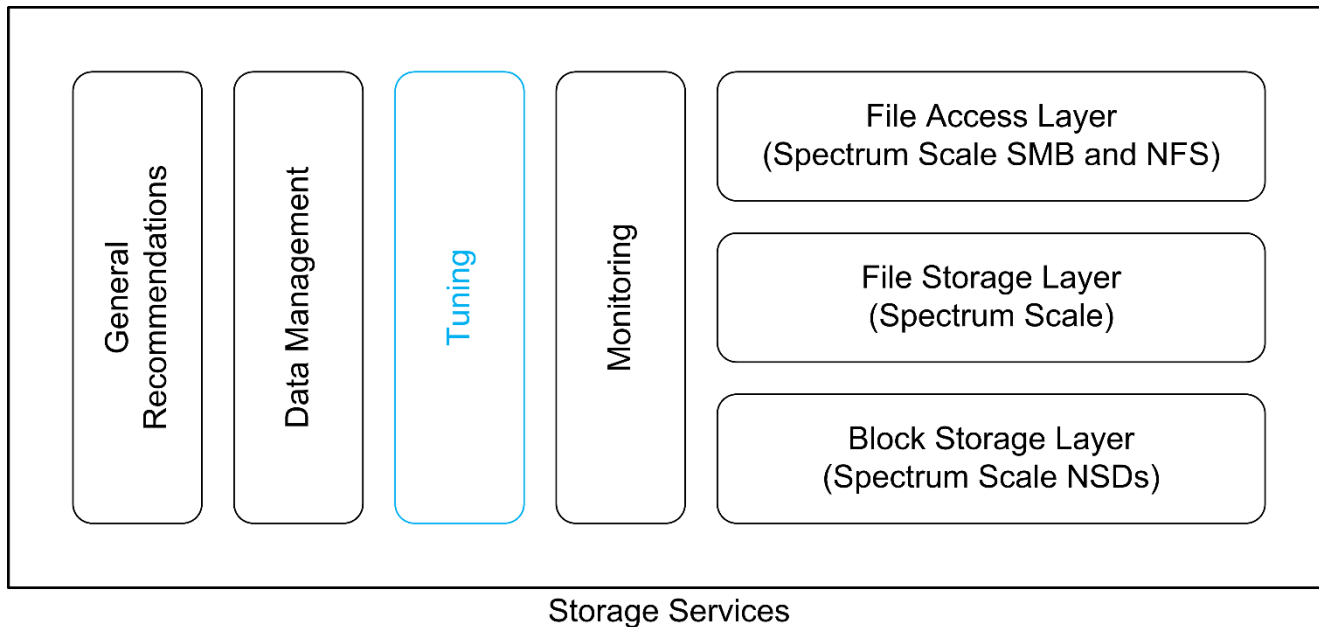 General
Recommendations
Data Management
Tuning
Monitoring
File Access Layer
(Spectrum Scale SMB and NFS)
File Storage Layer
(Spectrum Scale)
Block Storage Layer
(Spectrum Scale NSDs)
Storage Services